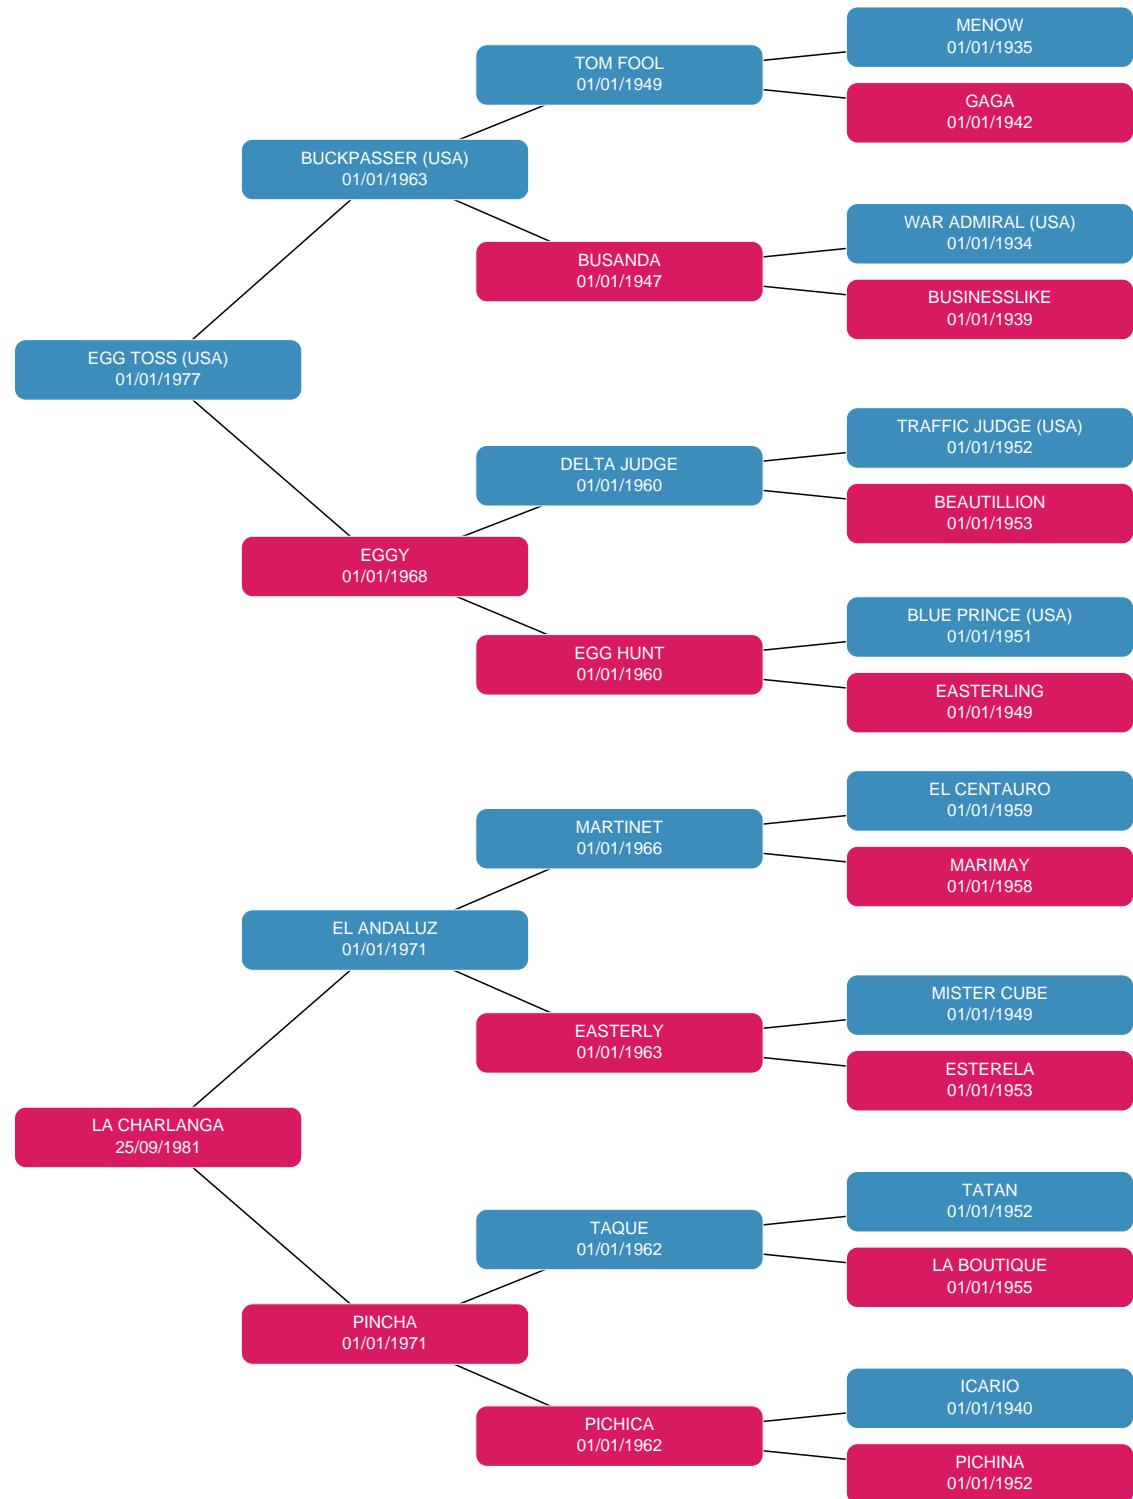 MENOW
01/01/1935
TOM FOOL
01/01/1949
GAGA
01/01/1942
BUCKPASSER (USA)
01/01/1963
WAR ADMIRAL (USA)
01/01/1934
BUSANDA
01/01/1947
BUSINESSLIKE
01/01/1939
EGG TOSS (USA)
01/01/1977
TRAFFIC JUDGE (USA)
01/01/1952
DELTA JUDGE
01/01/1960
BEAUTILLION
01/01/1953
EGGY
01/01/1968
BLUE PRINCE (USA)
01/01/1951
EGG HUNT
01/01/1960
EASTERLING
01/01/1949
EL CENTAURO
01/01/1959
MARTINET
01/01/1966
MARIMAY
01/01/1958
EL ANDALUZ
01/01/1971
MISTER CUBE
01/01/1949
EASTERLY
01/01/1963
ESTERELA
01/01/1953
LA CHARLANGA
25/09/1981
TATAN
01/01/1952
TAQUE
01/01/1962
LA BOUTIQUE
01/01/1955
PINCHA
01/01/1971
ICARIO
01/01/1940
PICHICA
01/01/1962
PICHINA
01/01/1952